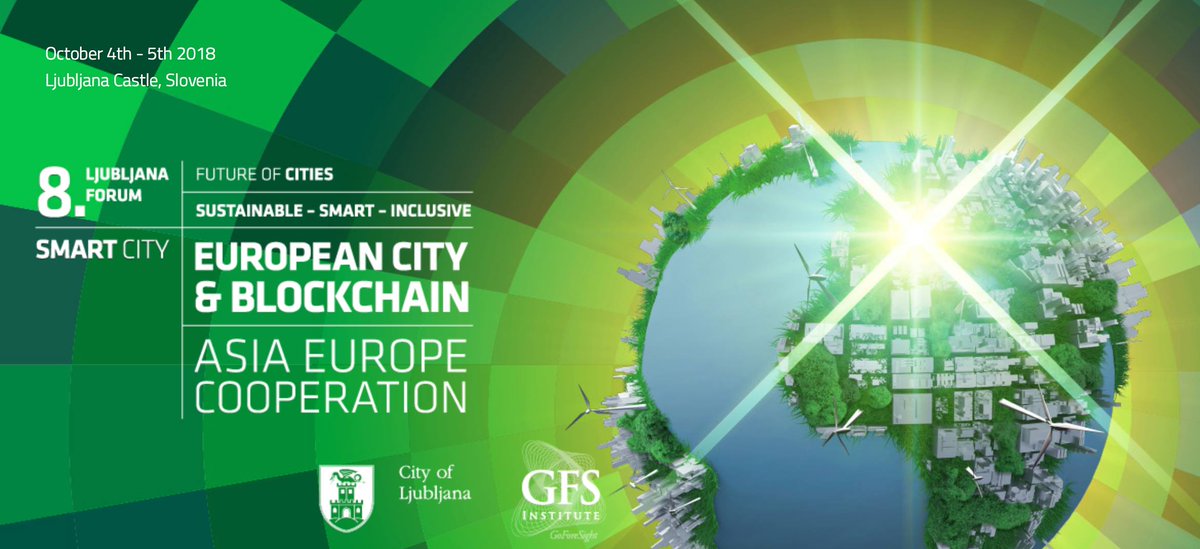 October 4th - 5th 2018
Ljubljana Castle, Slovenia
8. LJUBLJANA
FORUM
SMART CITY
FUTURE OF CITIES
SUSTAINABLE – SMART – INCLUSIVE
EUROPEAN CITY
& BLOCKCHAIN
ASIA EUROPE
COOPERATION
City of
Ljubljana
GFS
INSTITUTE
GoForeSight